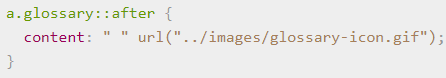 a.glossary::after {
  content: " " url("../images/glossary-icon.gif");
}